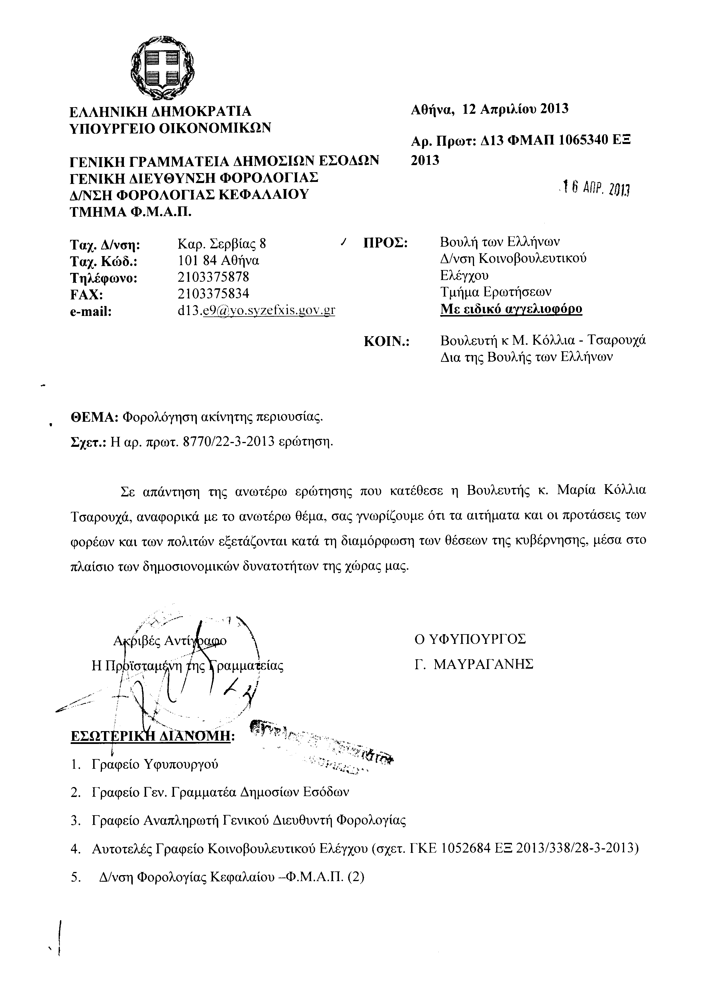 ΕΛΛΗΝΙΚΗ ΔΗΜΟΚΡΑΤΙΑ
ΥΠΟΥΡΓΕΙΟ ΟΙΚΟΝΟΜΙΚΩΝ
ΓΕΝΙΚΗ ΓΡΑΜΜΑΤΕΙΑ ΔΗΜΟΣΙΩΝ ΕΣΟΔΩΝ
ΓΕΝΙΚΗ ΔΙΕΥΘΥΝΣΗ ΦΟΡΟΛΟΓΙΑΣ
Δ/ΝΣΗ ΦΟΡΟΛΟΓΙΑΣ ΚΕΦΑΛΑΙΟΥ
ΤΜΗΜΑ Φ.Μ.Α.Π.
Αθήνα, 12 Απριλίου 2013
Αρ. Πρωτ: Δ13 ΦΜΑΠ 1065340 ΕΞ
2013
16 ΑΠΡ. 2013
Ταχ. Δ/νση: Καρ. Σερβίας 8
Ταχ. Κώδ.: 101 84 Αθήνα
Τηλέφωνο: 2103375878
FAX: 2103375834
e-mail: d13.e9@yo.syzefxis.gov.gr
ΠΡΟΣ: Βουλή των Ελλήνων
Δ/νση Κοινοβουλευτικού
Ελέγχου
Τμήμα Ερωτήσεων
Με ειδικό αγγελιοφόρο
ΚΟΙΝ.: Βουλευτή κ Μ. Κόλλια - Τσαρουχά
Δια της Βουλής των Ελλήνων
ΘΕΜΑ: Φορολόγηση ακίνητης περιουσίας.
Σχετ.: Η αρ. πρωτ. 8770/22-3-2013 ερώτηση.
Σε απάντηση της ανωτέρω ερώτησης που κατέθεσε η Βουλευτής κ. Μαρία Κόλλια
Τσαρουχά, αναφορικά με το ανωτέρω θέμα, σας γνωρίζουμε ότι τα αιτήματα και οι προτάσεις των
φορέων και των πολιτών εξετάζονται κατά τη διαμόρφωση των θέσεων της κυβέρνησης, μέσα στο
πλαίσιο των δημοσιονομικών δυνατοτήτων της χώρας μας.
Ακριβές Αντίγραφο
Η Προϊσταμένη της Γραμματείας
Ο ΥΦΥΠΟΥΡΓΟΣ
Γ. ΜΑΥΡΑΓΑΝΗΣ
ΕΣΩΤΕΡΙΚΗ ΔΙΑΝΟΜΗ:
1. Γραφείο Υφυπουργού
2. Γραφείο Γεν. Γραμματέα Δημοσίων Εσόδων
3. Γραφείο Αναπληρωτή Γενικού Διευθυντή Φορολογίας
4. Αυτοτελές Γραφείο Κοινοβουλευτικού Ελέγχου (σχετ. ΓΚΕ 1052684 ΕΞ 2013/338/28-3-2013)
5. Δ/νση Φορολογίας Κεφαλαίου –Φ.Μ.Α.Π. (2)